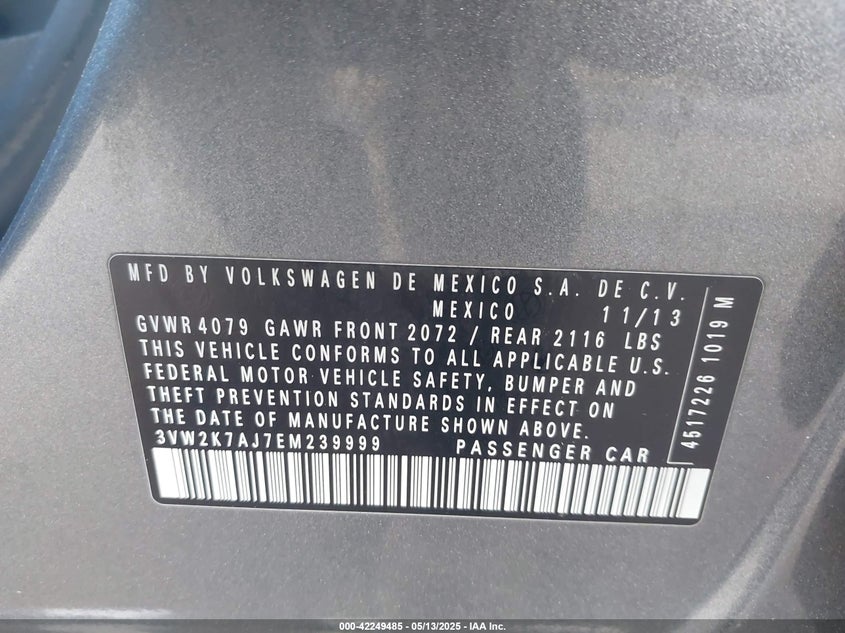 MFD BY VOLKSWAGEN DE MEXICO S.A. DE C.V.
MEXICO 11/13
GVWR 4079 GAWR FRONT 2072 / REAR 2116 LBS
THIS VEHICLE CONFORMS TO ALL APPLICABLE U.S.
FEDERAL MOTOR VEHICLE SAFETY, BUMPER AND
THEFT PREVENTION STANDARDS IN EFFECT ON
THE DATE OF MANUFACTURE SHOWN ABOVE.
3VW2K7AJ7EM239999 PASSENGER CAR
4517226 1019 M
000-42249485 - 05/13/2025 - IAA Inc.